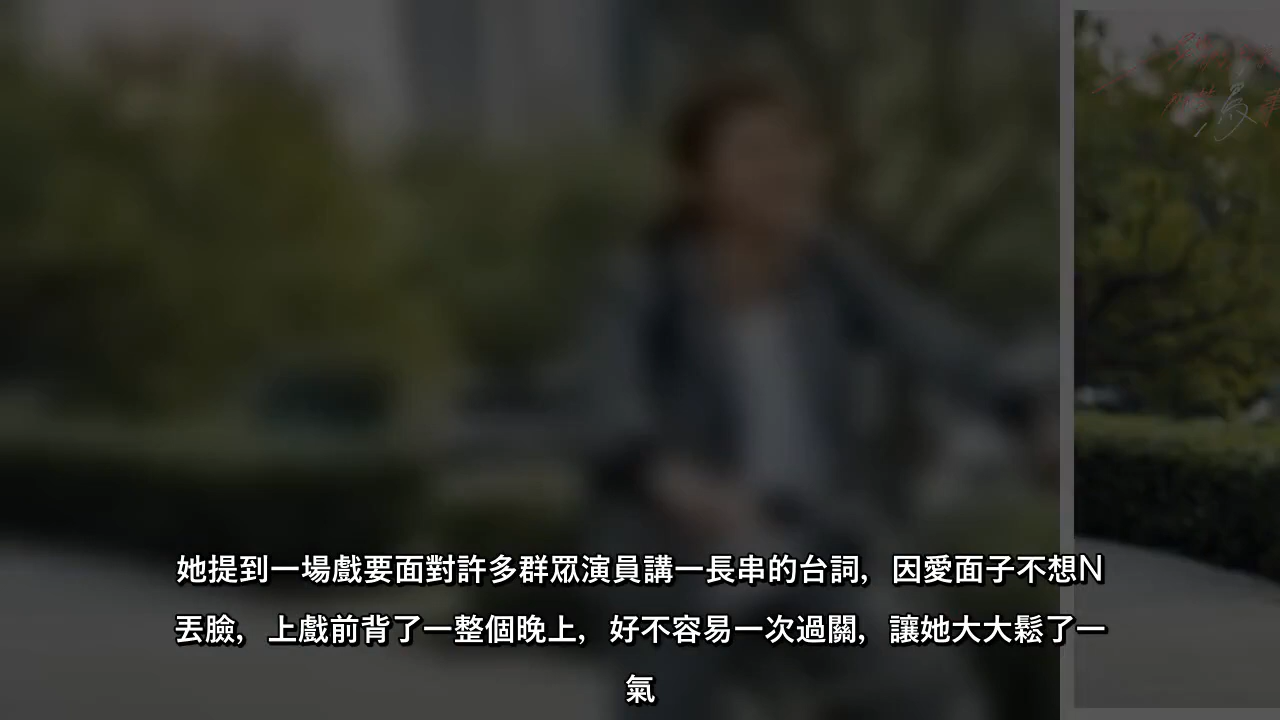 她提到一場戲要面對許多群眾演員講一長串的台詞，因愛面子不想N
丟臉，上戲前背了一整個晚上，好不容易一次過關，讓她大大鬆了一
氣